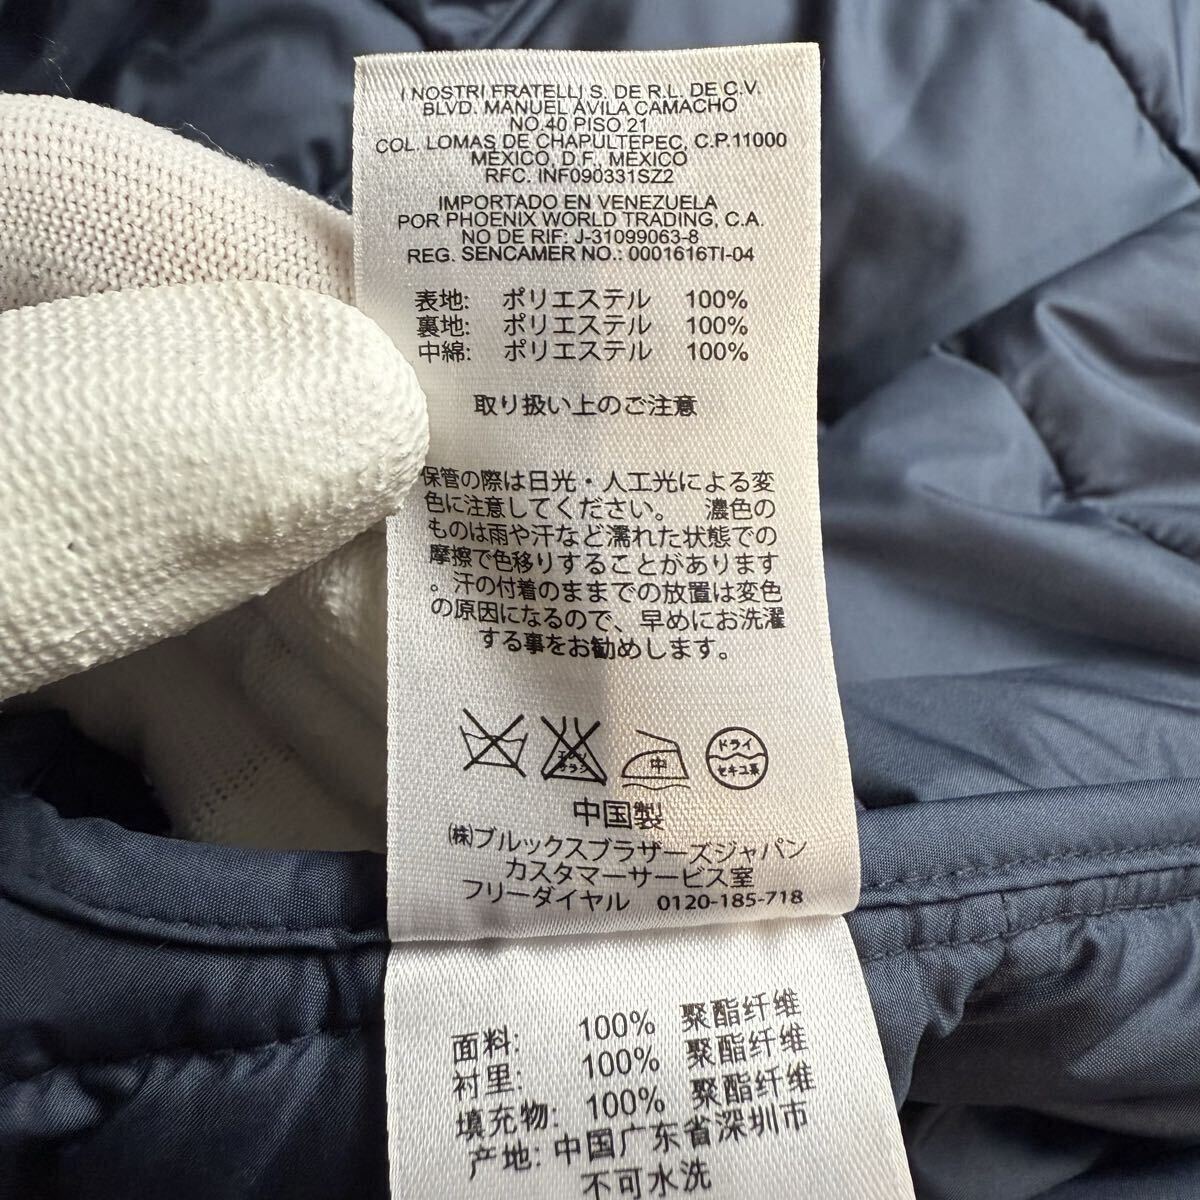 I NOSTRI FRATELLI S. DE R.L. DE C.V.
BLVD. MANUEL AVILA CAMACHO
NO.40 PISO 21
COL. LOMAS DE CHAPULTEPEC, C.P.11000
MÉXICO, D.F., MÉXICO
RFC. INF090331SZ2
IMPORTADO EN VENEZUELA
POR PHOENIX WORLD TRADING, C.A.
NO DE RIF: J-31099063-8
REG. SENCAMER NO.: 0001616TI-04
表地: ポリエステル 100%
裏地: ポリエステル 100%
中綿: ポリエステル 100%
取り扱い上のご注意
保管の際は日光・人工光による変
色に注意してください。 濃色の
ものは雨や汗など濡れた状態での
摩擦で色移りすることがあります
。汗の付着のままでの放置は変色
の原因になるので、早めにお洗濯
する事をお勧めします。
エンソ
サラシ
中
ドライ
セキユ系
中国製
(株)ブルックスブラザーズジャパン
カスタマーサービス室
フリーダイヤル 0120-185-718
面料: 100% 聚酯纤维
衬里: 100% 聚酯纤维
填充物: 100% 聚酯纤维
产地: 中国广东省深圳市
不可水洗